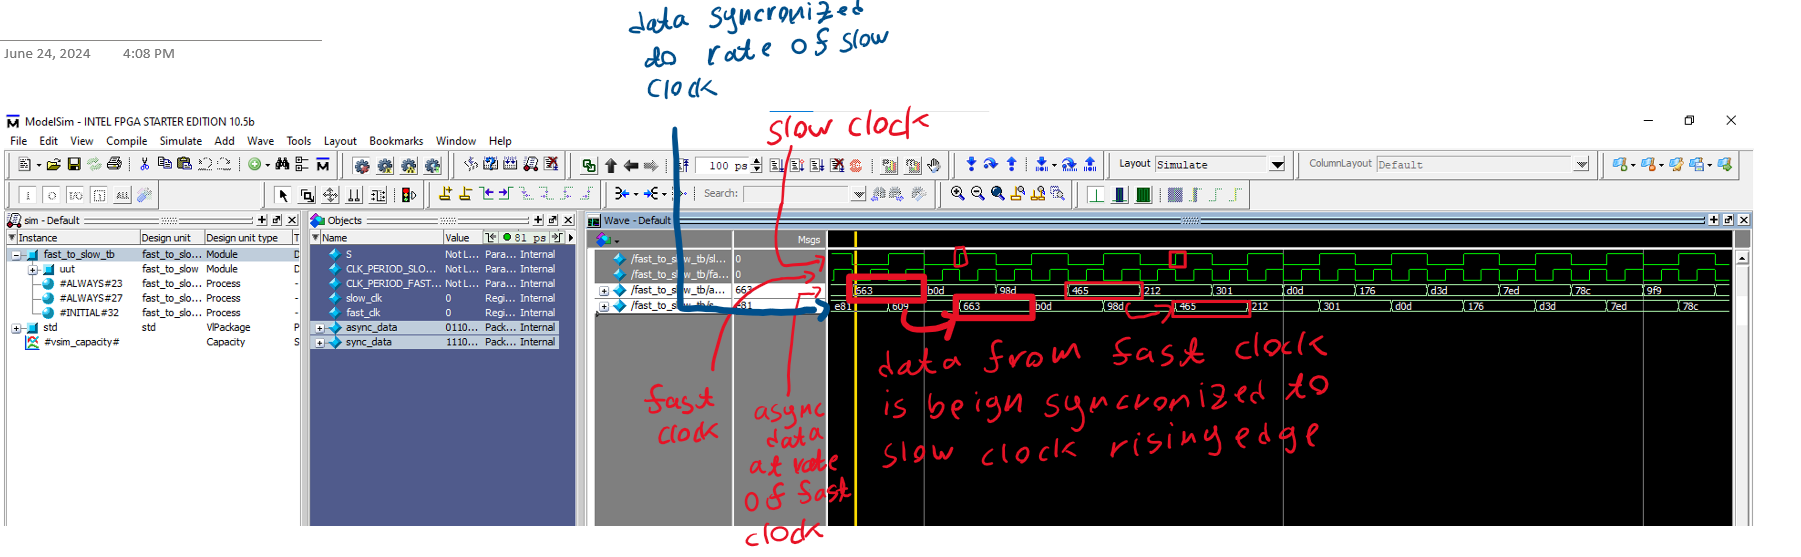 data syncronized
to rate of slow
clock
June 24, 2024 4:08 PM
slow clock
ModelSim - INTEL FPGA STARTER EDITION 10.5b
File Edit View Compile Simulate Add Wave Tools Layout Bookmarks Window Help
100 ps
Layout Simulate
ColumnLayout Default
Search:
sim - Default
Instance Design unit Design unit type
fast_to_slow_tb fast_to_slo... Module
uut fast_to_slow Module
#ALWAYS#23 fast_to_slo... Process
#ALWAYS#27 fast_to_slo... Process
#INITIAL#32 fast_to_slo... Process
std std VlPackage
#vsim_capacity# Capacity
Objects
Name Value 81 ps
S Not L... Para... Internal
CLK_PERIOD_SLO... Not L... Para... Internal
CLK_PERIOD_FAST... Not L... Para... Internal
slow_clk 0 Regi... Internal
fast_clk 0 Regi... Internal
async_data 0110... Pack... Internal
sync_data 1110... Pack... Internal
Wave - Default
Msgs
/fast_to_slow_tb/sl... 0
/fast_to_slow_tb/fa... 0
/fast_to_slow_tb/a... 663 663 b0d 98d 465 212 301 d0d 176 d3d 7ed 78c 9f9
/fast_to_slow_tb/s... e81 e81 609 663 b0d 98d 465 212 301 d0d 176 d3d 7ed 78c
fast
clock
async
data
at rate
of fast
clock
data from fast clock
is beign syncronized to
slow clock rising edge